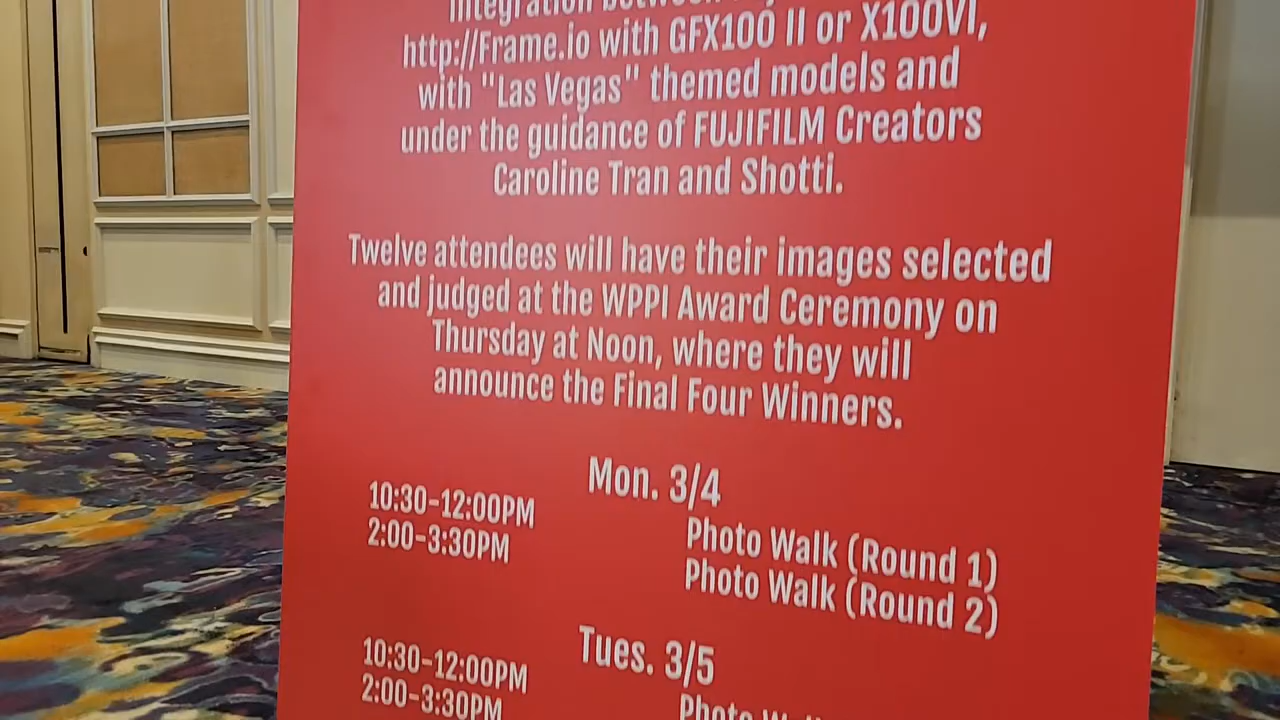 Integration between
http://Frame.io with GFX100 II or X100VI,
with "Las Vegas" themed models and
under the guidance of FUJIFILM Creators
Caroline Tran and Shotti.
Twelve attendees will have their images selected
and judged at the WPPI Award Ceremony on
Thursday at Noon, where they will
announce the Final Four Winners.
Mon. 3/4
10:30-12:00PM Photo Walk (Round 1)
2:00-3:30PM Photo Walk (Round 2)
Tues. 3/5
10:30-12:00PM Photo
2:00-3:30PM